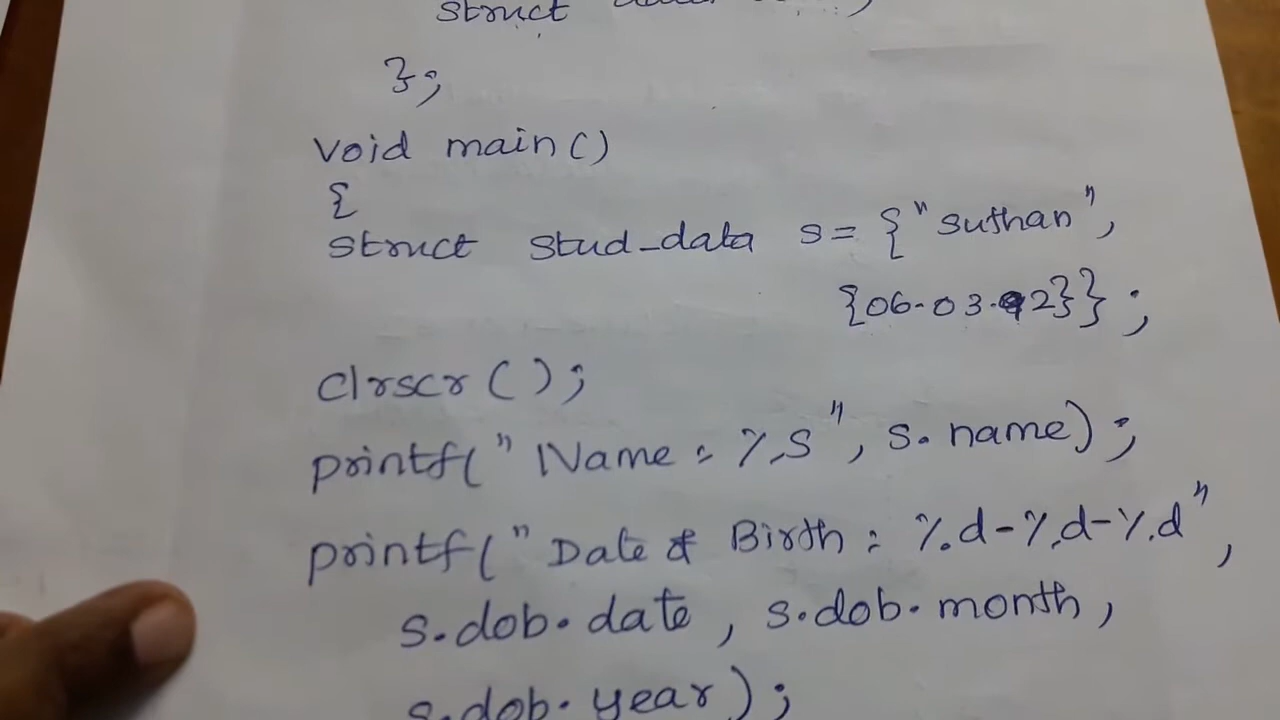 struct
};
void main()
{
struct stud_data s= {"suthan",
{06-03-92}};
clrscr();
printf("Name: %s", s.name);
printf("Date of Birth: %d-%d-%d",
s.dob.date, s.dob.month,
s.dob.year);